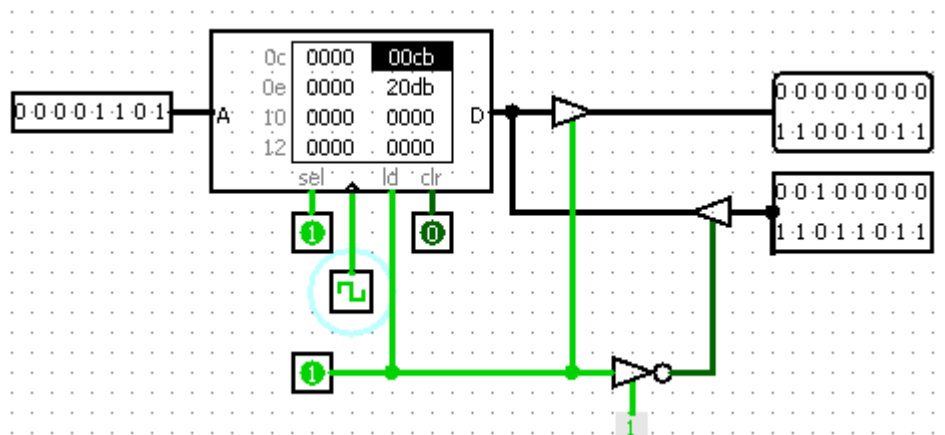 0c 0000 00cb
0e 0000 20db
10 0000 0000
12 0000 0000
0 0 0 0 1 1 0 1
A
D
0 0 0 0 0 0 0 0
1 1 0 0 1 0 1 1
sel ld clr
0 0 1 0 0 0 0 0
1 1 0 1 1 0 1 1
1
0
1
1